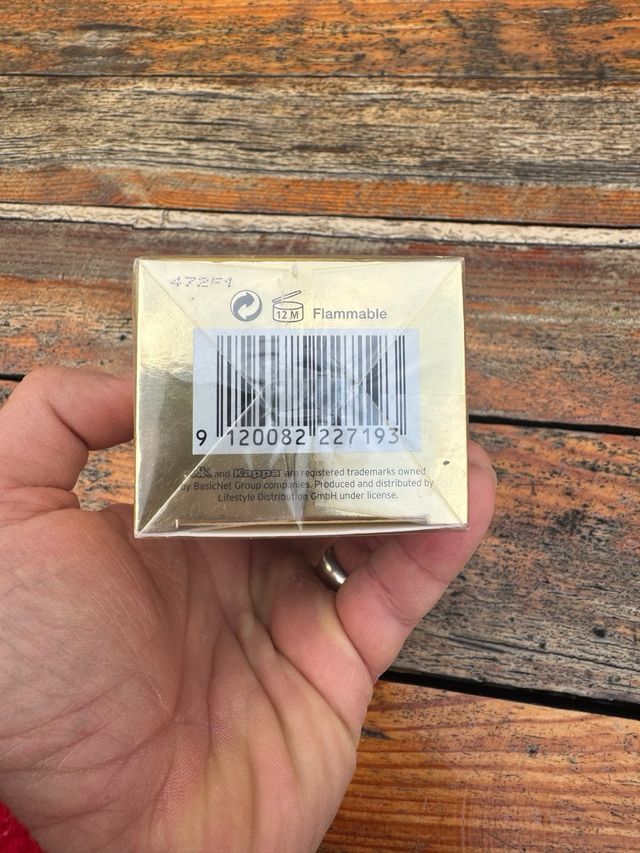 472F1
12 M Flammable
9 120082 227193
and Kappa are registered trademarks owned
by BasicNet Group companies. Produced and distributed by
Lifestyle Distribution GmbH under license.